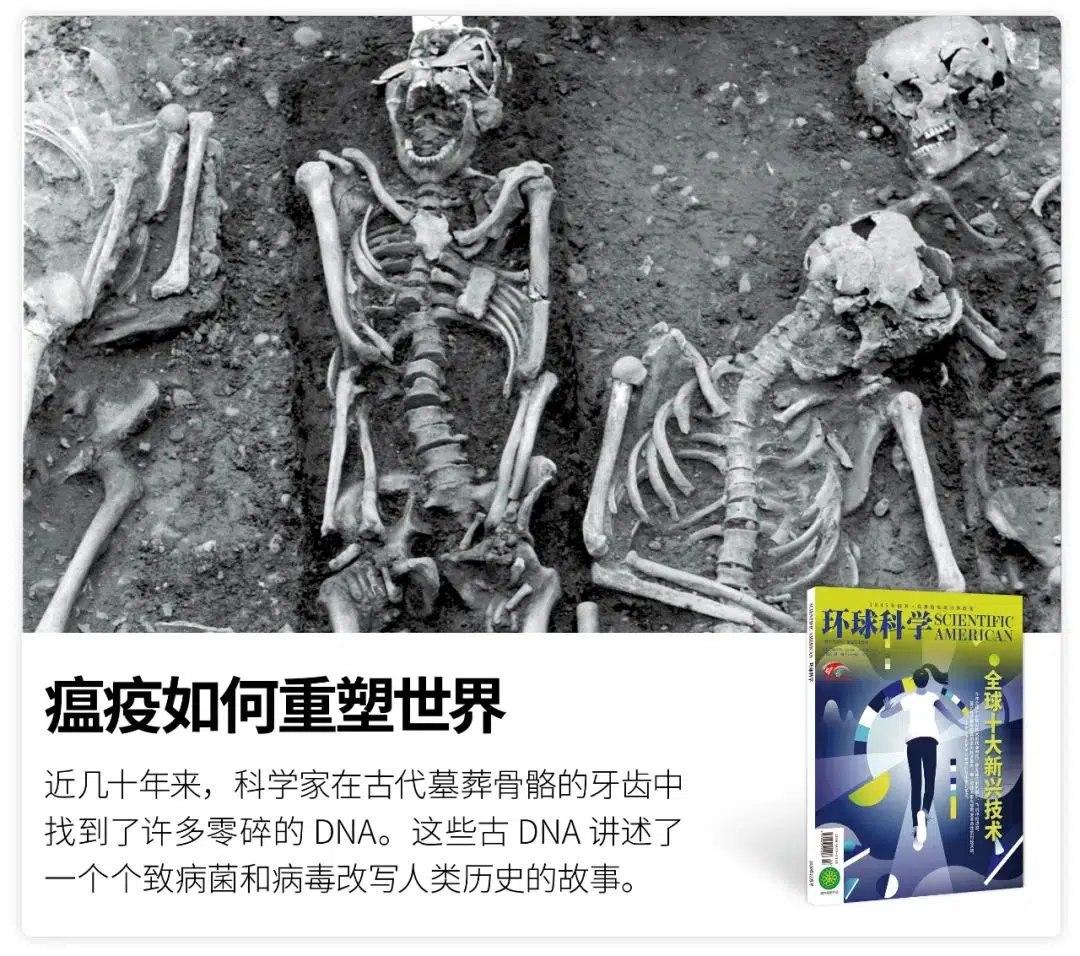 瘟疫如何重塑世界
近几十年来，科学家在古代墓葬骨骼的牙齿中
找到了许多零碎的 DNA。这些古 DNA 讲述了
一个个致病菌和病毒改写人类历史的故事。
环球科学 SCIENTIFIC
AMERICAN
全球十大新兴技术